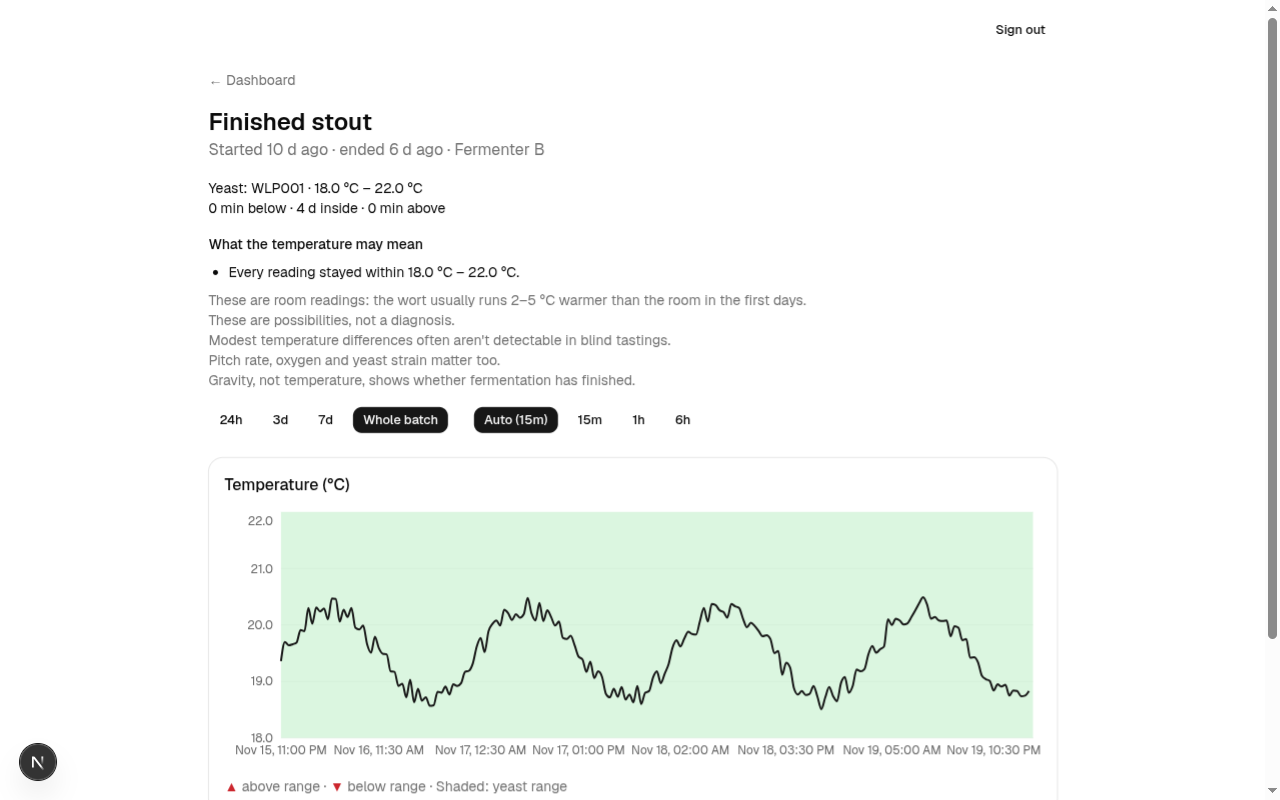 Sign out
← Dashboard
Finished stout
Started 10 d ago · ended 6 d ago · Fermenter B
Yeast: WLP001 · 18.0 °C – 22.0 °C
0 min below · 4 d inside · 0 min above
What the temperature may mean
• Every reading stayed within 18.0 °C – 22.0 °C.
These are room readings: the wort usually runs 2–5 °C warmer than the room in the first days.
These are possibilities, not a diagnosis.
Modest temperature differences often aren't detectable in blind tastings.
Pitch rate, oxygen and yeast strain matter too.
Gravity, not temperature, shows whether fermentation has finished.
24h 3d 7d Whole batch Auto (15m) 15m 1h 6h
Temperature (°C)
22.0
21.0
20.0
19.0
18.0
Nov 15, 11:00 PM Nov 16, 11:30 AM Nov 17, 12:30 AM Nov 17, 01:00 PM Nov 18, 02:00 AM Nov 18, 03:30 PM Nov 19, 05:00 AM Nov 19, 10:30 PM
▲ above range · ▼ below range · Shaded: yeast range
N